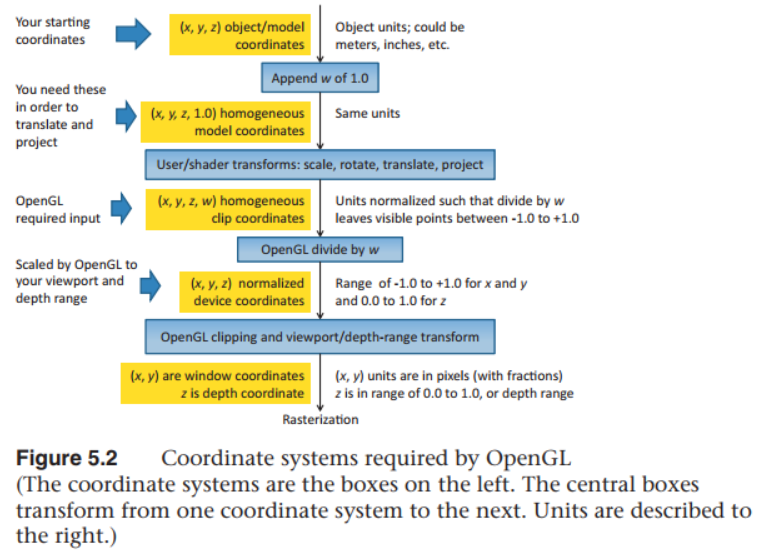 Your starting
coordinates
(x, y, z) object/model
coordinates
Object units; could be
meters, inches, etc.
Append w of 1.0
You need these
in order to
translate and
project
(x, y, z, 1.0) homogeneous
model coordinates
Same units
User/shader transforms: scale, rotate, translate, project
OpenGL
required input
(x, y, z, w) homogeneous
clip coordinates
Units normalized such that divide by w
leaves visible points between -1.0 to +1.0
OpenGL divide by w
Scaled by OpenGL to
your viewport and
depth range
(x, y, z) normalized
device coordinates
Range of -1.0 to +1.0 for x and y
and 0.0 to 1.0 for z
OpenGL clipping and viewport/depth-range transform
(x, y) are window coordinates
z is depth coordinate
(x, y) units are in pixels (with fractions)
z is in range of 0.0 to 1.0, or depth range
Rasterization
Figure 5.2 Coordinate systems required by OpenGL
(The coordinate systems are the boxes on the left. The central boxes
transform from one coordinate system to the next. Units are described to
the right.)